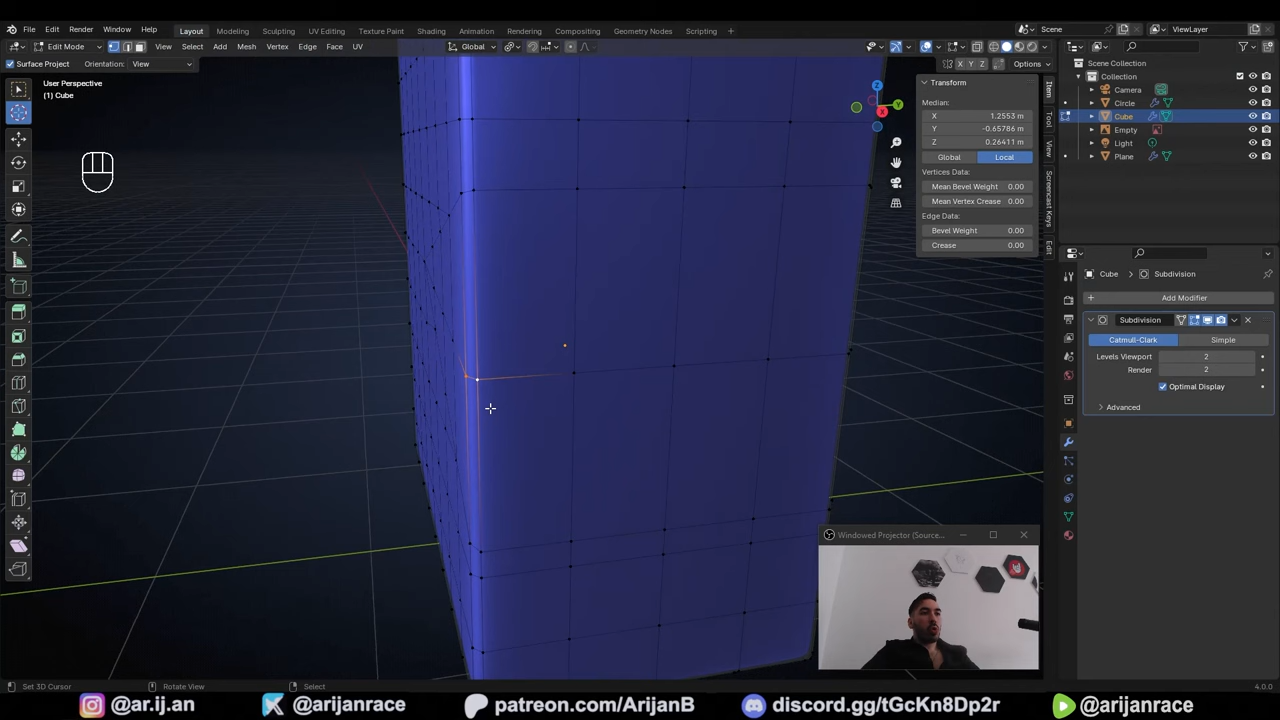 File Edit Render Window Help Layout Modeling Sculpting UV Editing Texture Paint Shading Animation Rendering Compositing Geometry Nodes Scripting + Scene ViewLayer
Edit Mode View Select Add Mesh Vertex Edge Face UV Global
Surface Project Orientation: View X Y Z Options
User Perspective
(1) Cube
Z
Y
X
Transform
Median:
X 1.2553 m
Y -0.65786 m
Z 0.26411 m
Global Local
Vertices Data:
Mean Bevel Weight 0.00
Mean Vertex Crease 0.00
Edge Data:
Bevel Weight 0.00
Crease 0.00
Item
Tool
View
Screencast Keys
Edit
Scene Collection
Collection
Camera
Circle
Cube
Empty
Light
Plane
Cube Subdivision
Add Modifier
Subdivision
Catmull-Clark Simple
Levels Viewport 2
Render 2
Optimal Display
Advanced
Windowed Projector (Source...
Set 3D Cursor Rotate View Select 4.0.0
@ar.ij.an @arijanrace patreon.com/ArijanB discord.gg/tGcKn8Dp2r @arijanrace